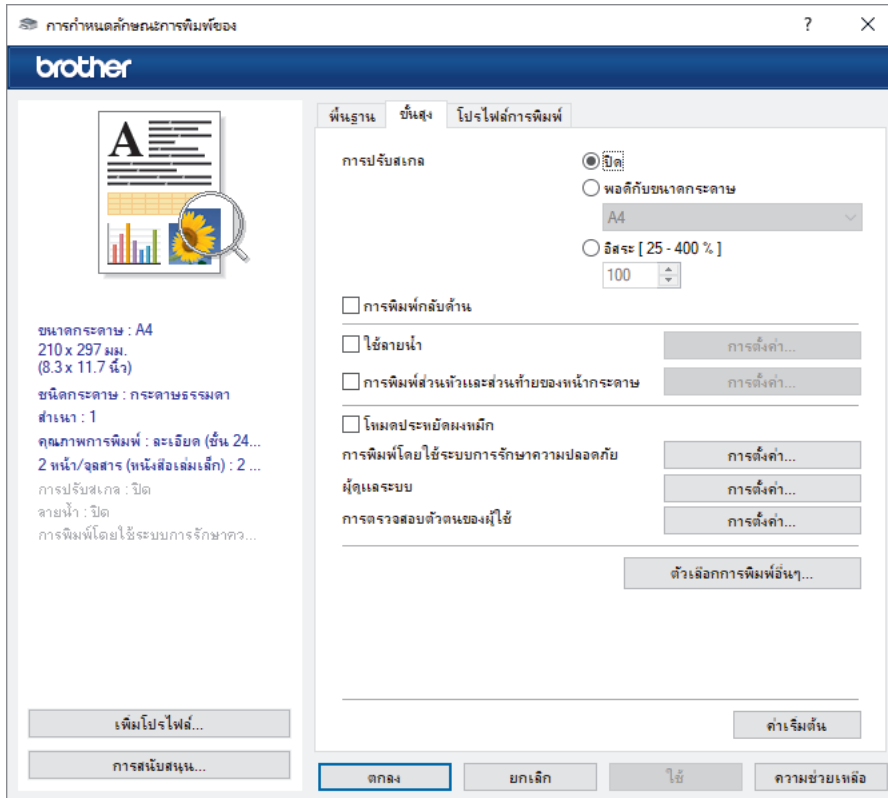 การกำหนดลักษณะการพิมพ์ของ
?
brother
A
พื้นฐาน
ขั้นสูง
โปรไฟล์การพิมพ์
การปรับสเกล
ปิด
พอดีกับขนาดกระดาษ
A4
อิสระ [ 25 - 400 % ]
100
การพิมพ์กลับด้าน
ใช้ลายน้ำ
การตั้งค่า...
การพิมพ์ส่วนหัวและส่วนท้ายของหน้ากระดาษ
การตั้งค่า...
โหมดประหยัดผงหมึก
การพิมพ์โดยใช้ระบบการรักษาความปลอดภัย
การตั้งค่า...
ผู้ดูแลระบบ
การตั้งค่า...
การตรวจสอบตัวตนของผู้ใช้
การตั้งค่า...
ตัวเลือกการพิมพ์อื่นๆ...
ขนาดกระดาษ : A4
210 x 297 มม.
(8.3 x 11.7 นิ้ว)
ชนิดกระดาษ : กระดาษธรรมดา
สำเนา : 1
คุณภาพการพิมพ์ : ละเอียด (ชั้น 24...
2 หน้า/จุลสาร (หนังสือเล่มเล็ก) : 2 ...
การปรับสเกล : ปิด
ลายน้ำ : ปิด
การพิมพ์โดยใช้ระบบการรักษาคว...
เพิ่มโปรไฟล์...
การสนับสนุน...
ค่าเริ่มต้น
ตกลง
ยกเลิก
ใช้
ความช่วยเหลือ